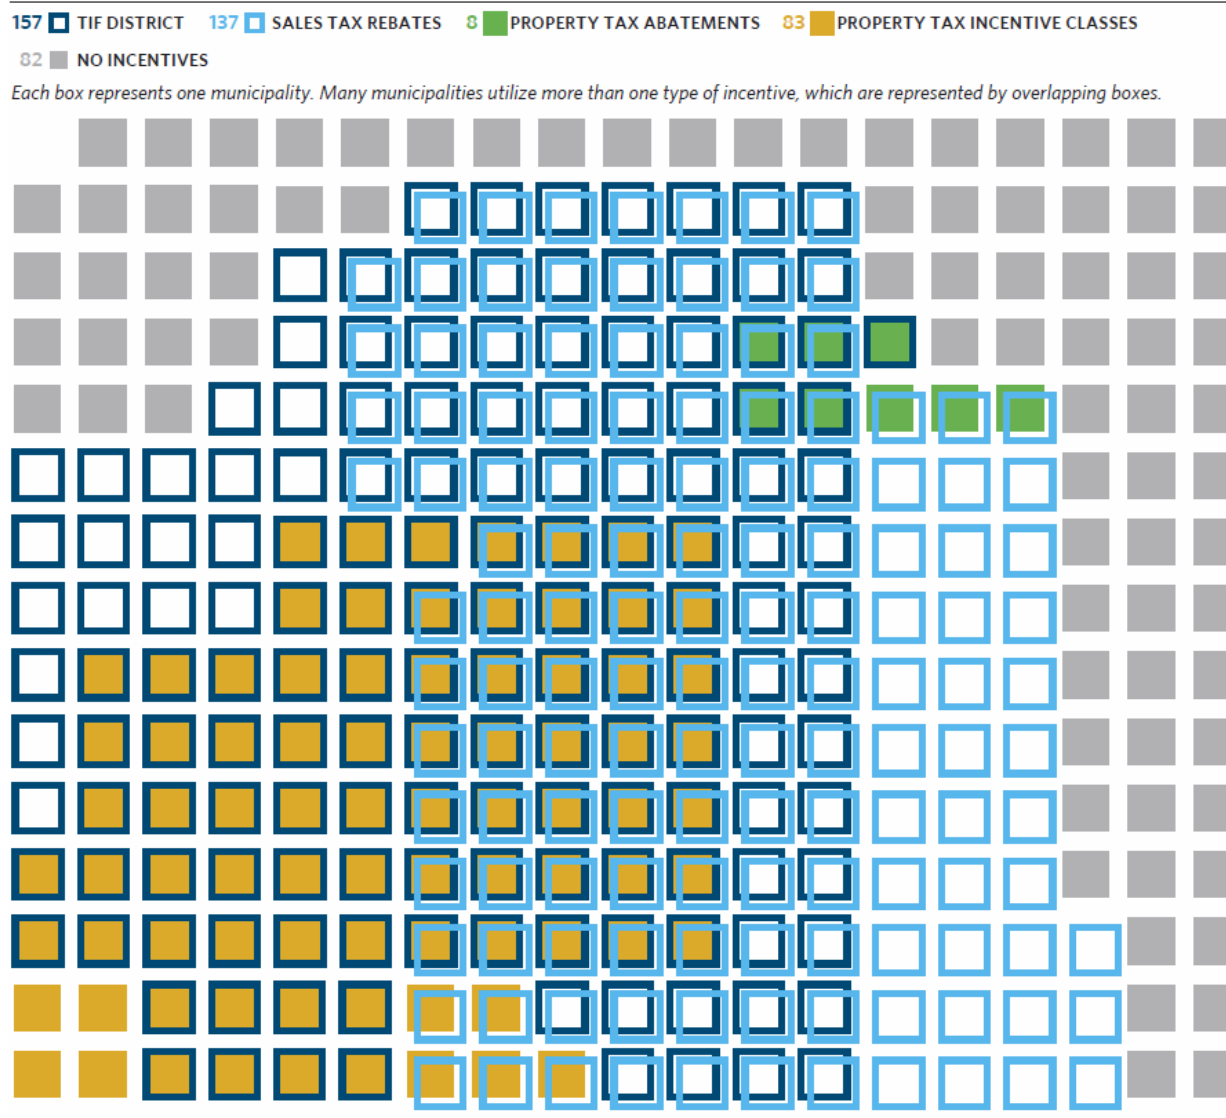 157 TIF DISTRICT 137 SALES TAX REBATES 8 PROPERTY TAX ABATEMENTS 83 PROPERTY TAX INCENTIVE CLASSES
82 NO INCENTIVES
Each box represents one municipality. Many municipalities utilize more than one type of incentive, which are represented by overlapping boxes.